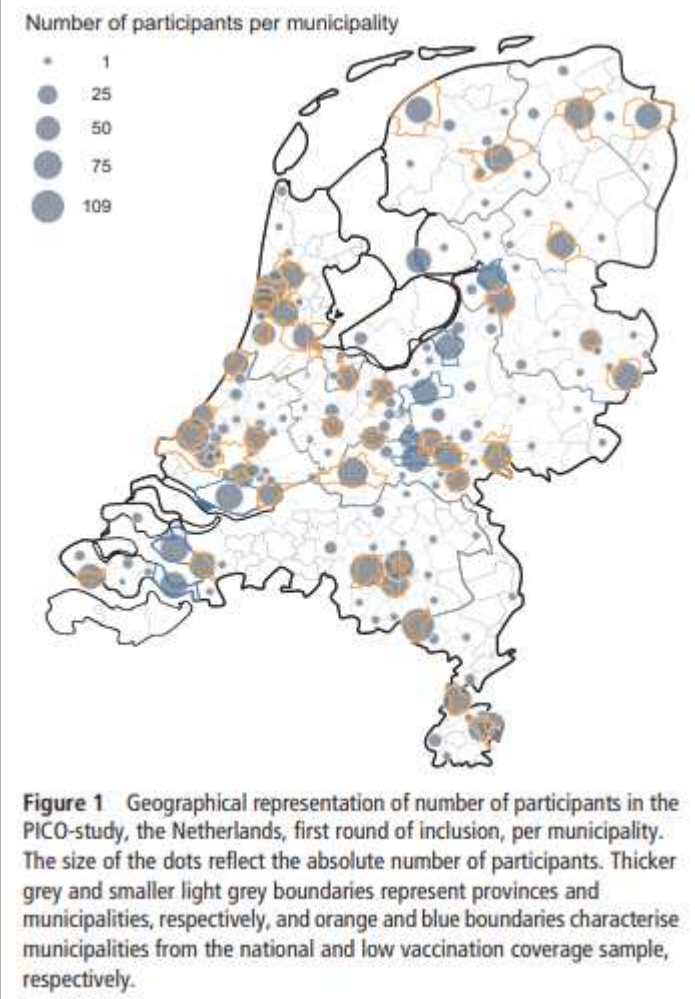 Number of participants per municipality
1
25
50
75
109
Figure 1 Geographical representation of number of participants in the
PICO-study, the Netherlands, first round of inclusion, per municipality.
The size of the dots reflect the absolute number of participants. Thicker
grey and smaller light grey boundaries represent provinces and
municipalities, respectively, and orange and blue boundaries characterise
municipalities from the national and low vaccination coverage sample,
respectively.